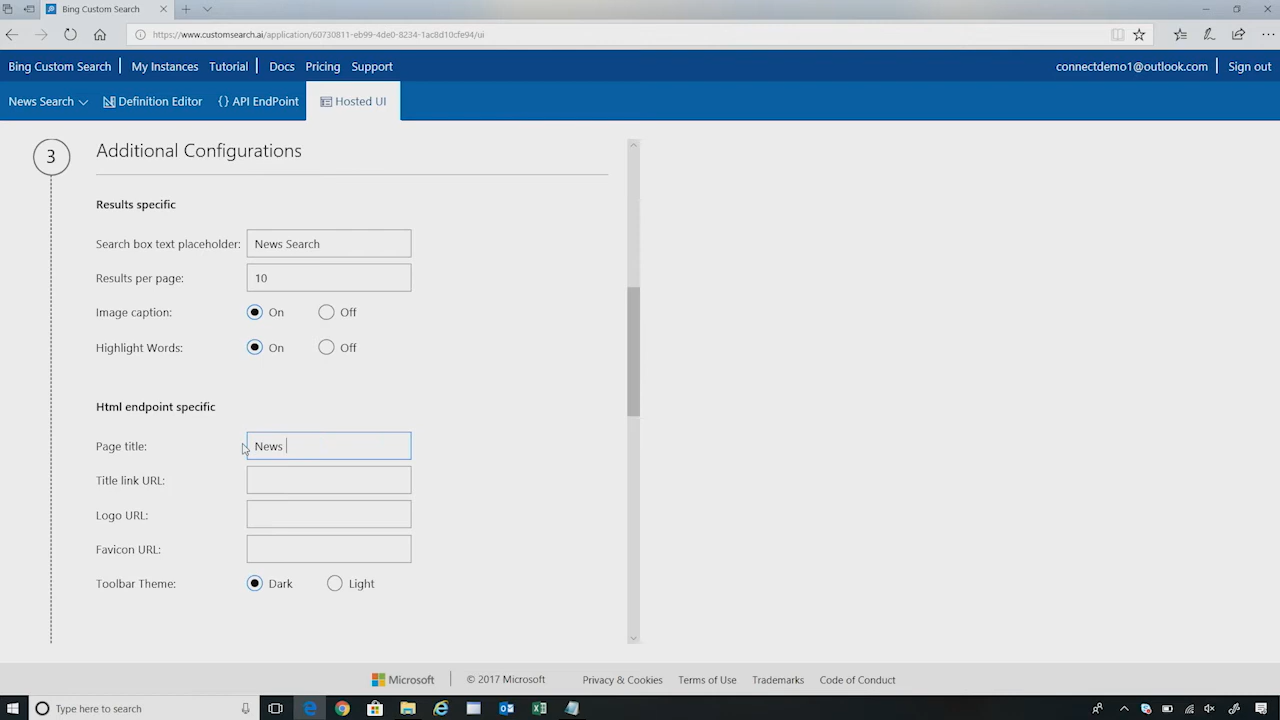 Bing Custom Search
https://www.customsearch.ai/application/60730811-eb99-4de0-8234-1ac8d10cfe94/ui
Bing Custom Search My Instances Tutorial Docs Pricing Support connectdemo1@outlook.com Sign out
News Search Definition Editor {} API EndPoint Hosted UI
3 Additional Configurations
Results specific
Search box text placeholder: News Search
Results per page: 10
Image caption: On Off
Highlight Words: On Off
Html endpoint specific
Page title: News
Title link URL:
Logo URL:
Favicon URL:
Toolbar Theme: Dark Light
Microsoft © 2017 Microsoft Privacy & Cookies Terms of Use Trademarks Code of Conduct
Type here to search